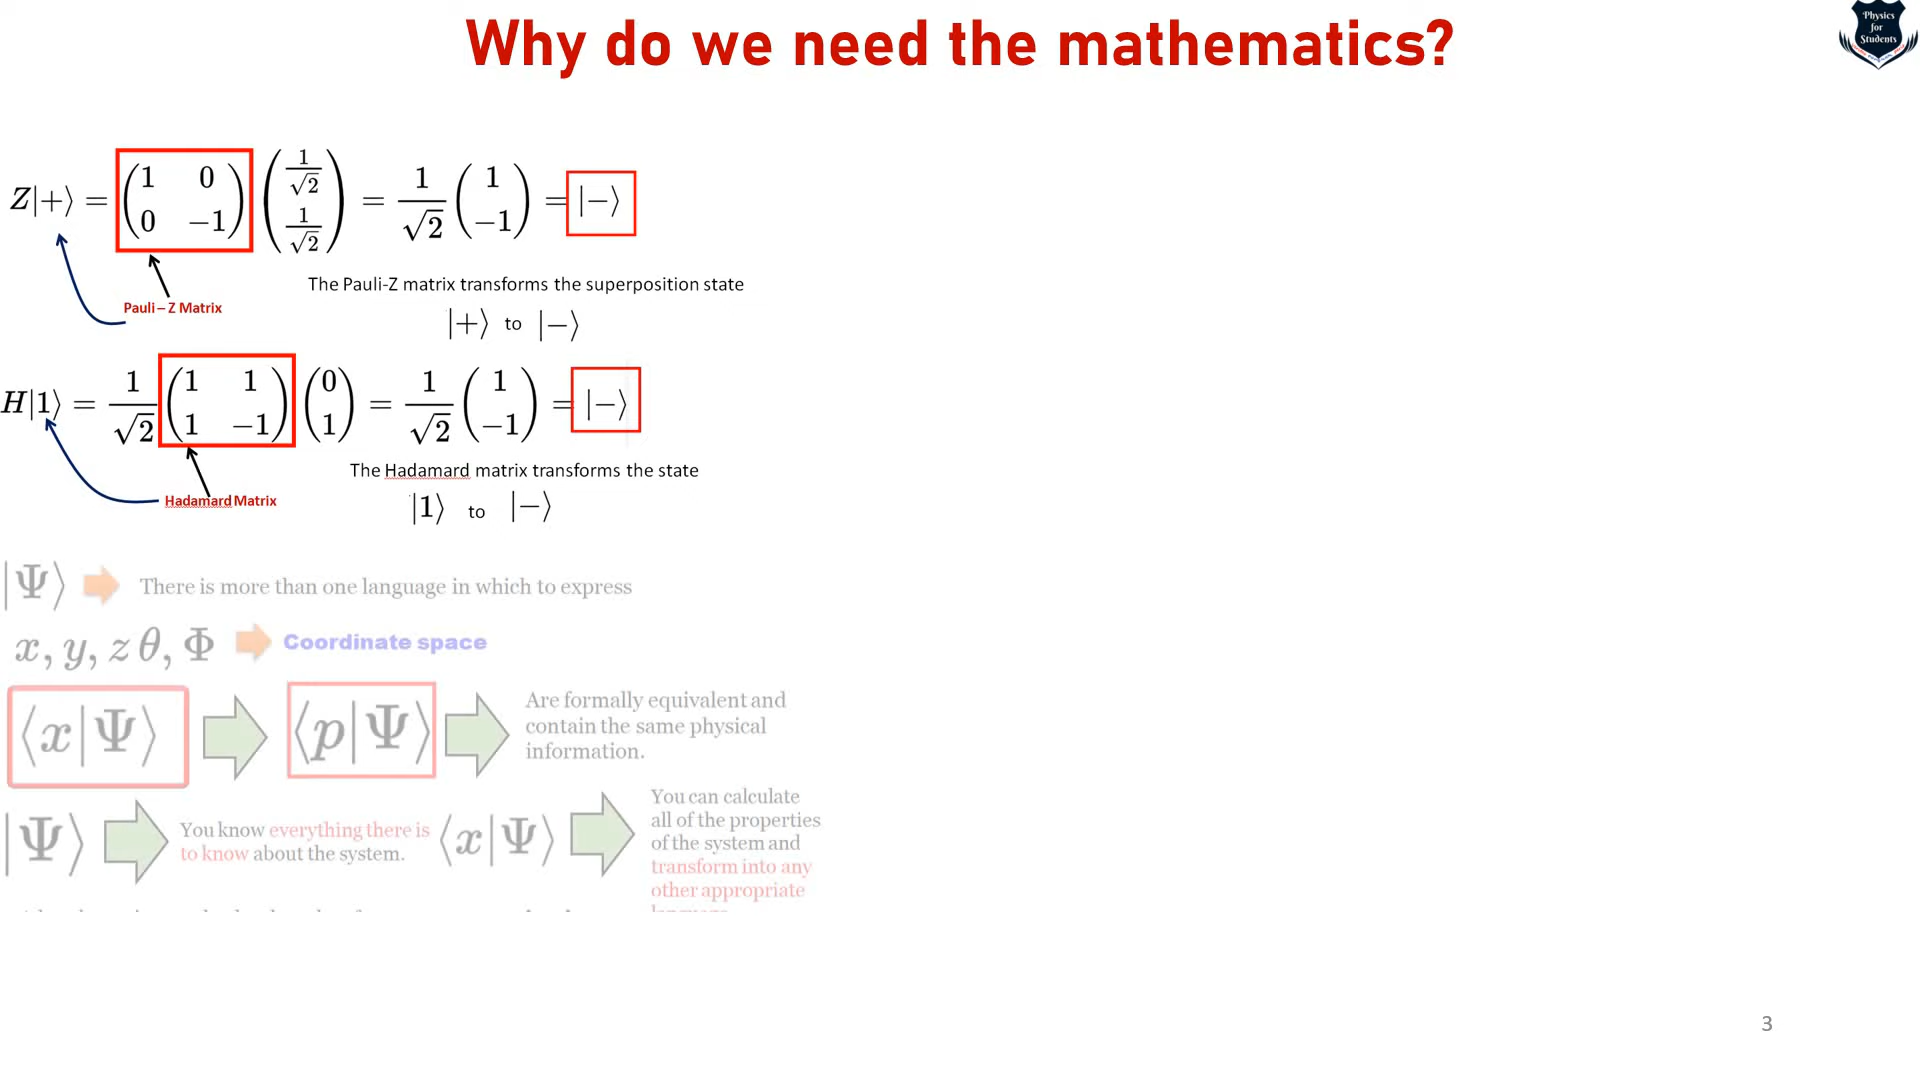 Why do we need the mathematics?
Physics
for
Students
Z|+⟩ = (1 0 0 −1) (1/√2 1/√2) = 1/√2 (1 −1) = |−⟩
Pauli – Z Matrix
The Pauli-Z matrix transforms the superposition state
|+⟩ to |−⟩
H|1⟩ = 1/√2 (1 1 1 −1) (0 1) = 1/√2 (1 −1) = |−⟩
Hadamard Matrix
The Hadamard matrix transforms the state
|1⟩ to |−⟩
|Ψ⟩ There is more than one language in which to express
x, y, z θ, Φ Coordinate space
⟨x|Ψ⟩ ⟨p|Ψ⟩
Are formally equivalent and
contain the same physical
information.
|Ψ⟩
You know everything there is
to know about the system.
⟨x|Ψ⟩
You can calculate
all of the properties
of the system and
transform into any
other appropriate
3